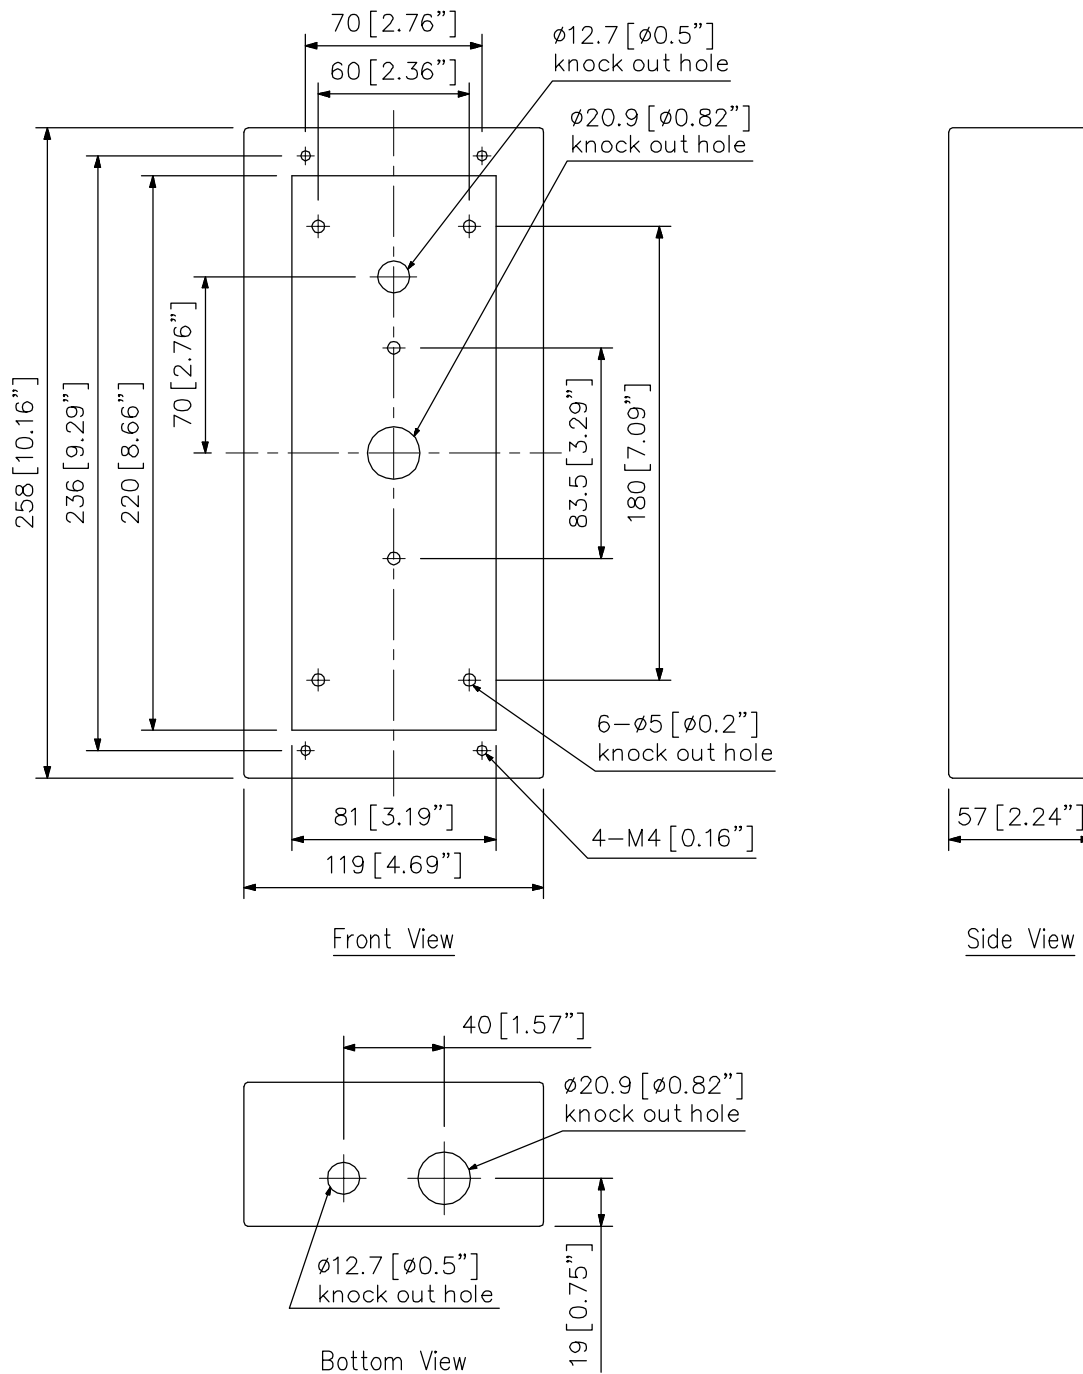 70 [2.76”]
60 [2.36”]
ø12.7 [ø0.5”]
knock out hole
ø20.9 [ø0.82”]
knock out hole
258 [10.16”]
236 [9.29”]
220 [8.66”]
70 [2.76”]
83.5 [3.29”]
180 [7.09”]
6–ø5 [ø0.2”]
knock out hole
4–M4 [0.16”]
81 [3.19”]
119 [4.69”]
57 [2.24”]
Front View
Side View
40 [1.57”]
ø20.9 [ø0.82”]
knock out hole
ø12.7 [ø0.5”]
knock out hole
19 [0.75”]
Bottom View